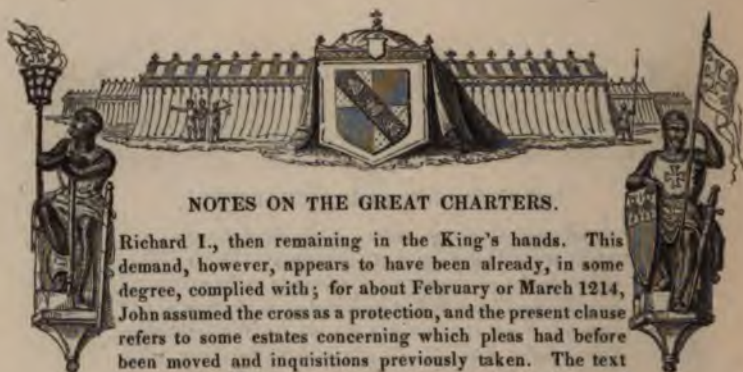 NOTES ON THE GREAT CHARTERS.
Richard I., then remaining in the King's hands. This
demand, however, appears to have been already, in some
degree, complied with; for about February or March 1214,
John assumed the cross as a protection, and the present clause
refers to some estates concerning which pleas had before
been moved and inquisitions previously taken. The text